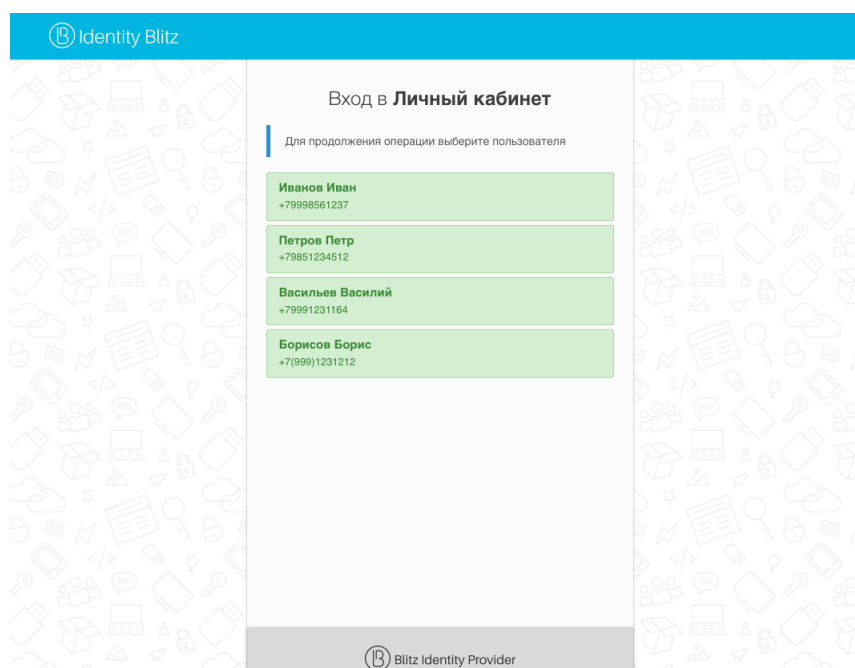 Identity Blitz
Вход в Личный кабинет
Для продолжения операции выберите пользователя
Иванов Иван
+79998561237
Петров Петр
+79851234512
Васильев Василий
+79991231164
Борисов Борис
+7(999)1231212
Blitz Identity Provider